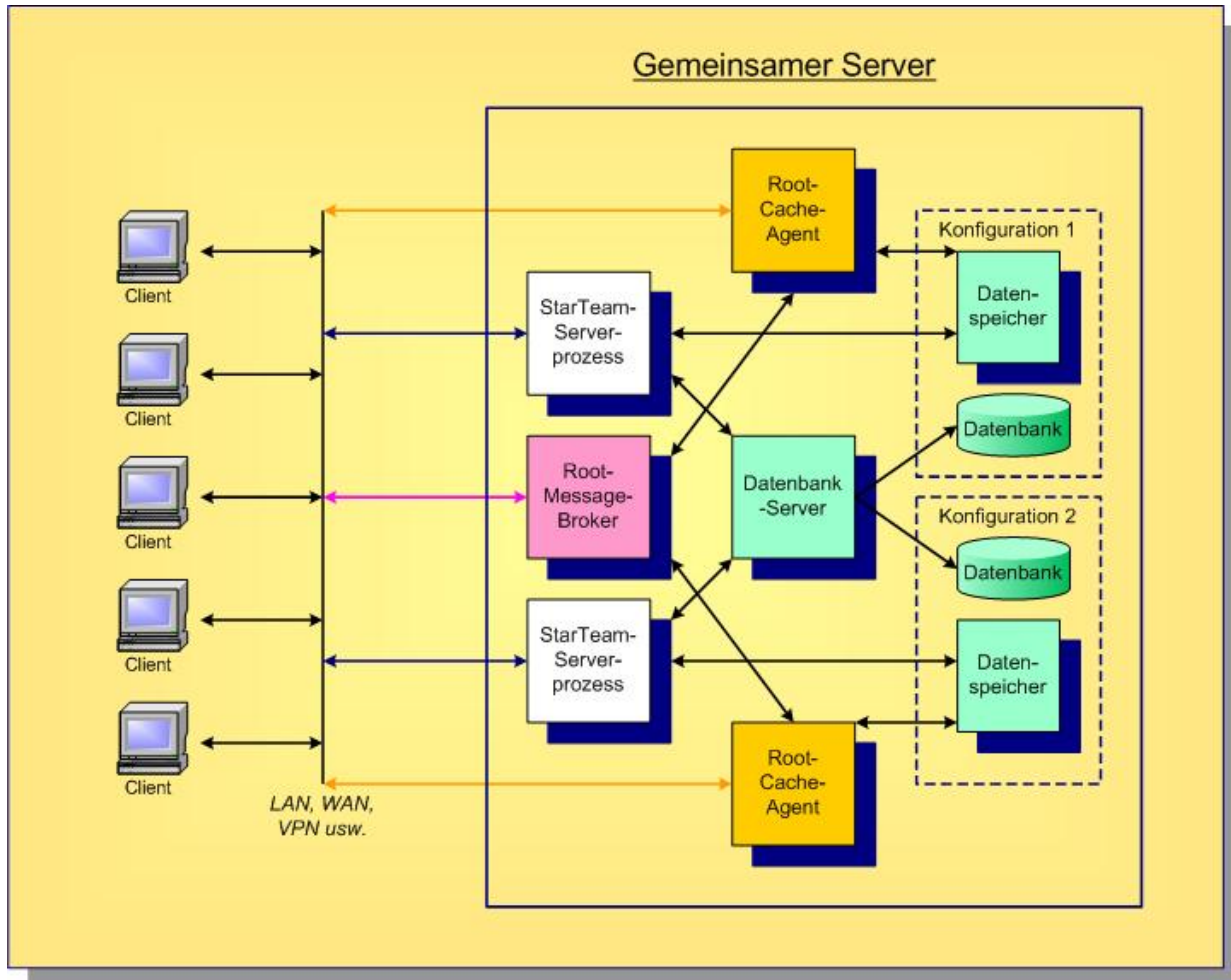 Gemeinsamer Server
Root-
Cache-
Agent
Konfiguration 1
Client
StarTeam-
Server-
prozess
Daten-
speicher
Client
Datenbank
Root-
Message-
Broker
Datenbank
-Server
Konfiguration 2
Client
Datenbank
StarTeam-
Server-
prozess
Daten-
speicher
Client
Root-
Cache-
Agent
Client
LAN, WAN,
VPN usw.